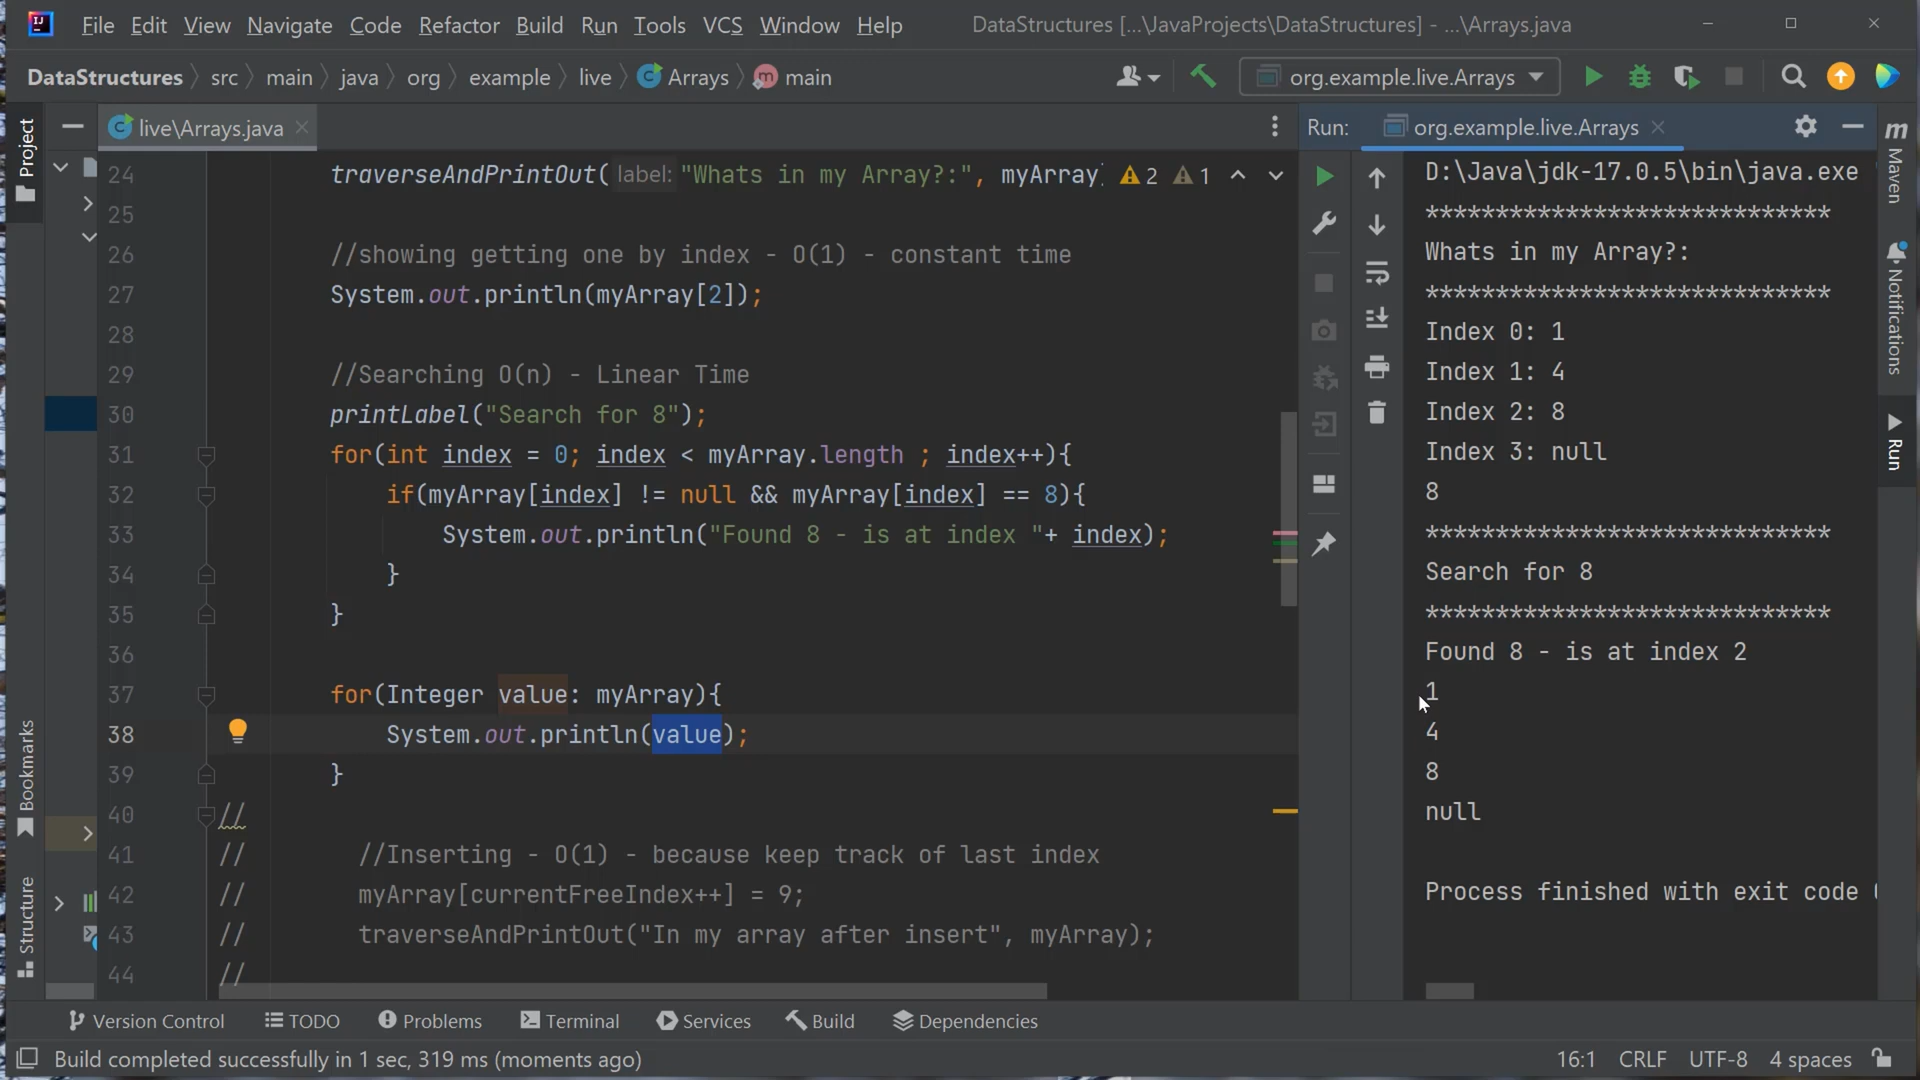 File Edit View Navigate Code Refactor Build Run Tools VCS Window Help DataStructures [...\JavaProjects\DataStructures] - ...\Arrays.java
DataStructures src main java org example live Arrays main org.example.live.Arrays
live\Arrays.java
24 traverseAndPrintOut( label: "Whats in my Array?:", myArray 2 1
25
26 //showing getting one by index - O(1) - constant time
27 System.out.println(myArray[2]);
28
29 //Searching O(n) - Linear Time
30 printLabel("Search for 8");
31 for(int index = 0; index < myArray.length ; index++){
32 if(myArray[index] != null && myArray[index] == 8){
33 System.out.println("Found 8 - is at index "+ index);
34 }
35 }
36
37 for(Integer value: myArray){
38 System.out.println(value);
39 }
40 //
41 // //Inserting - O(1) - because keep track of last index
42 // myArray[currentFreeIndex++] = 9;
43 // traverseAndPrintOut("In my array after insert", myArray);
44 //
Run: org.example.live.Arrays
D:\Java\jdk-17.0.5\bin\java.exe
*****************************
Whats in my Array?:
*****************************
Index 0: 1
Index 1: 4
Index 2: 8
Index 3: null
8
*****************************
Search for 8
*****************************
Found 8 - is at index 2
1
4
8
null
Process finished with exit code
Project
Bookmarks
Structure
Maven
Notifications
Run
Version Control TODO Problems Terminal Services Build Dependencies
Build completed successfully in 1 sec, 319 ms (moments ago) 16:1 CRLF UTF-8 4 spaces